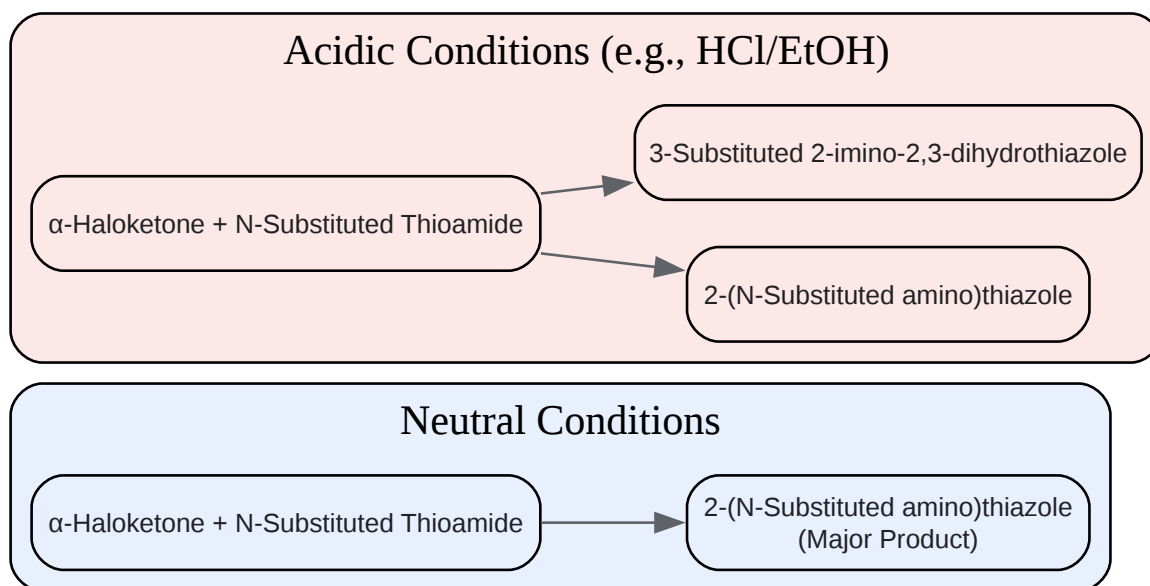 Acidic Conditions (e.g., HCl/EtOH)
3-Substituted 2-imino-2,3-dihydrothiazole
α-Haloketone + N-Substituted Thioamide
2-(N-Substituted amino)thiazole
Neutral Conditions
α-Haloketone + N-Substituted Thioamide
2-(N-Substituted amino)thiazole
(Major Product)